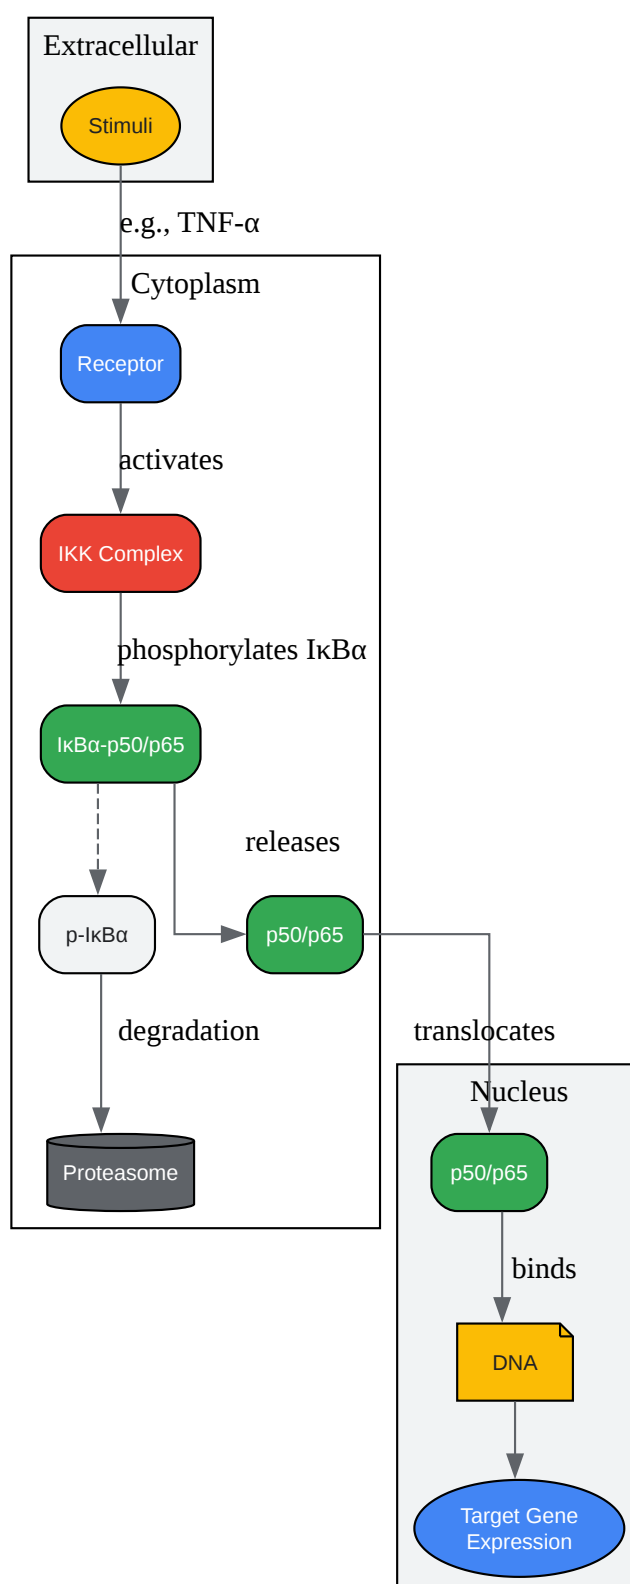 Extracellular
Stimuli
e.g., TNF-α
Cytoplasm
Receptor
activates
IKK Complex
phosphorylates IκBα
IκBα-p50/p65
releases
p-IκBα
p50/p65
degradation
translocates
Nucleus
Proteasome
p50/p65
binds
DNA
Target Gene
Expression